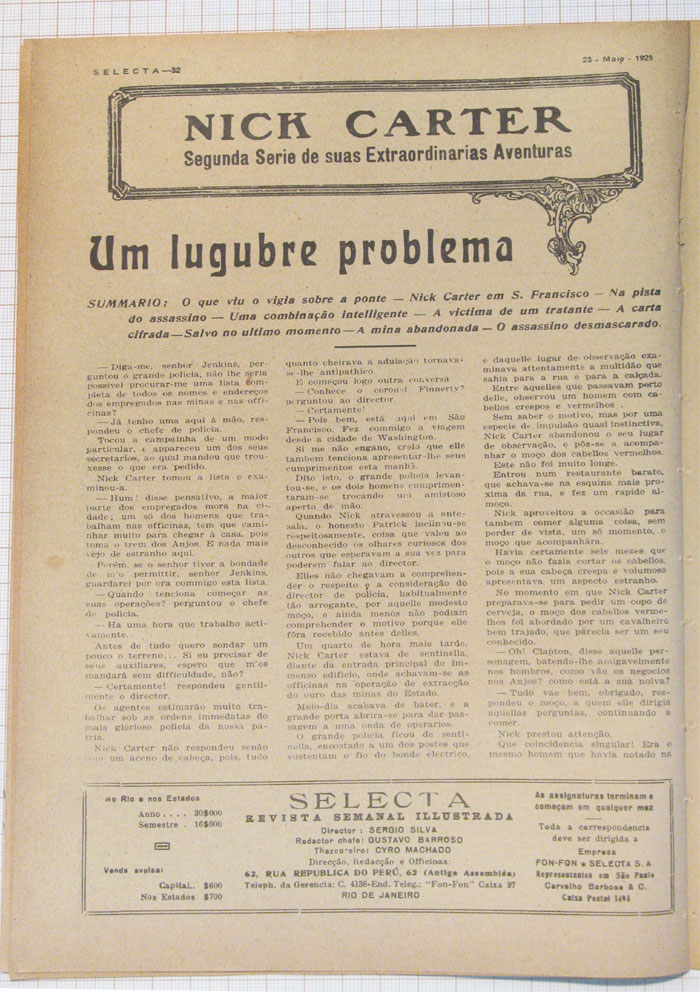 SELECTA—32
23 - Maio - 1925
NICK CARTER
Segunda Serie de suas Extraordinarias Aventuras
Um lugubre problema
SUMMARIO: O que viu o vigia sobre a ponte — Nick Carter em S. Francisco — Na pista
do assassino — Uma combinação intelligente — A victima de um tratante — A carta
cifrada—Salvo no ultimo momento—A mina abandonada — O assassino desmascarado.
— Diga-me, senhor Jenkins, per-
guntou o grande policia, não lhe seria
possivel procurar-me uma lista com-
pleta de todos os nomes e endereços
dos empregados nas minas e nas offi-
cinas?
— Já tenho uma aqui á mão, res-
pondeu o chefe de policia.
Tocou a campainha de um modo
particular, e appareceu um dos seus
secretarios, ao qual mandou que trou-
xesse o que era pedido.
Nick Carter tomou a lista e exa-
minou-a.
— Hum! disse pensativo, a maior
parte dos empregados mora na ci-
dade; um só dos homens que tra-
balham nas officinas, tem que cami-
nhar muito para chegar á casa, pois
toma o trem dos Anjos. E nada mais
vejo de estranho aqui.
Porém, se o senhor tiver a bondade
de m'o permittir, senhor Jenkins,
guardarei por ora commigo esta lista.
— Quando tenciona começar as
suas operações? perguntou o chefe
de policia.
— Ha uma hora que trabalho acti-
vamente.
Antes de tudo quero sondar um
pouco o terreno... Si eu precisar de
seus auxiliares, espero que m'os
mandará sem difficuldade, não?
— Certamente! respondeu gentil-
mente o director.
Os agentes estimarão muito tra-
balhar sob as ordens immedatas do
mais glorioso policia da nossa pa-
tria.
Nick Carter não respondeu senão
com um aceno de cabeça, pois, tudo
quanto cheirava a adulação tornava-
se-lhe antipathico.
E começou logo outra conversa
— Conhece o coronel Finnerty?
perguntou ao director.
— Certamente!
— Pois bem, está aqui em São
Francisco. Fez commigo a viagem
desde a cidade de Washington.
Si me não engano, creio que elle
tambem tenciona apresentar-lhe seus
cumprimentos esta manhã.
Dito isto, o grande policia levan-
tou-se, e os dois homens cumprimen-
taram-se trocando um amistoso
aperto de mão.
Quando Nick atravessou a ante-
sala, o honesto Patrick inclinou-se
respeitosamente, coisa que valeu ao
desconhecido os olhares curiosos dos
outros que esperavam a sua vez para
poderem falar ao director.
Elles não chegavam a comprehen-
der o respeito e a consideração do
director de policia, habitualmente
tão arrogante, por aquelle modesto
moço, e ainda menos não podiam
comprehender o motivo porque elle
fôra recebido antes delles.
Um quarto de hora mais tarde,
Nick Carter estava de sentinella,
diante da entrada principal do im-
menso edificio, onde achavam-se as
officinas na operação de extracção
do ouro das minas do Estado.
Meio-dia acabava de bater, e a
grande porta abrira-se para dar pas-
sagem a uma onda de operarios.
O grande policia ficou de senti-
nella, encostado a um dos postes que
sustentam o fio do bonde electrico,
e daquelle lugar de observação exa-
minava attentamente a multidão que
sahia para a rua e para a calçada.
Entre aquelles que passavam perto
delle, observou um homem com ca-
bellos crespos e vermelhos.
Sem saber o motivo, mas por uma
especie de impulsão quasi instinctiva,
Nick Carter abandonou o seu lugar
de observação, e pôz-se a acompa-
nhar o moço dos cabellos vermelhos.
Este não foi muito longe.
Entrou num restaurante barato,
que achava-se na esquina mais pro-
xima da rua, e fez um rapido al-
moço.
Nick aproveitou a occasião para
tambem comer alguma coisa, sem
perder de vista, um só momento, o
moço que acompanhára.
Havia certamente seis mezes que
o moço não fazia cortar os cabellos,
pois a sua cabeça crespa e volumosa
apresentava um aspecto estranho.
No momento em que Nick Carter
preparava-se para pedir um copo de
cerveja, o moço dos cabellos verme-
lhos foi abordado por um cavalheiro
bem trajado, que parecia ser um seu
conhecido.
— Oh! Clapton, disse aquelle per-
sonagem, batendo-lhe amigavelmente
nos hombros, como vão os negocios
nos Anjos? como está a sua noiva?
— Tudo vae bem, obrigado, res-
pondeu o moço, a quem elle dirigia
aquellas perguntas, continuando a
comer.
Nick prestou attenção.
Que coincidencia singular! Era o
mesmo homem que havia notado na
No Rio e nos Estados
Anno.... 30$000
Semestre . 16$000
Venda avulsa:
Capital. $600
Nos Estados $700
SELECTA
REVISTA SEMANAL ILLUSTRADA
Director: SERGIO SILVA
Redactor chefe: GUSTAVO BARROSO
Thezoureiro: CYRO MACHADO
Direcção, Redacção e Officinas:
62, RUA REPUBLICA DO PERÚ, 62 (Antiga Assembléa)
Teleph. da Gerencia: C. 4136-End. Teleg.: "Fon-Fon" Caixa 97
RIO DE JANEIRO
As assignaturas terminam e
começam em qualquer mez
Toda a correspondencia
deve ser dirigida a
Empresa
FON-FON e SELECTA S. A.
Representantes em São Paulo
Carvalho Barbosa & C.
Caixa Postal